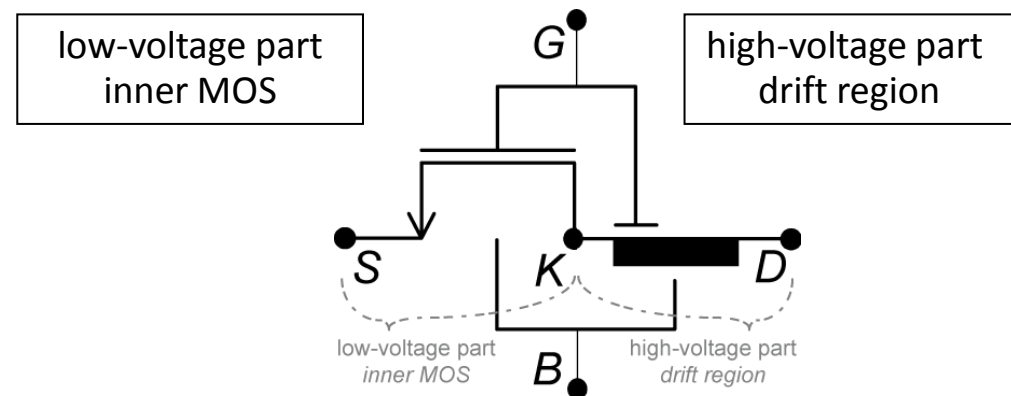 low-voltage part
inner MOS
G
high-voltage part
drift region
S
K
D
low-voltage part
inner MOS
B
high-voltage part
drift region